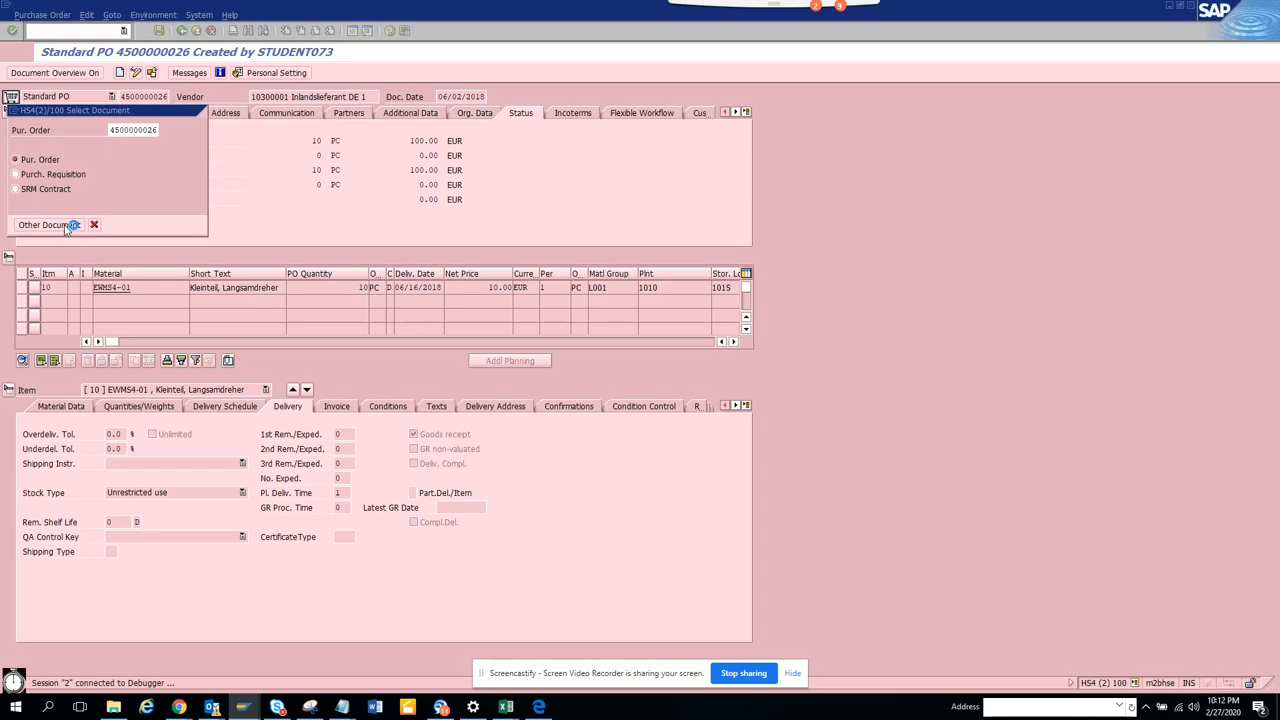 Purchase Order Edit Goto Environment System Help
SAP
Standard PO 4500000026 Created by STUDENT073
Document Overview On Messages Personal Setting
Standard PO 4500000026 Vendor 10300001 Inlandslieferant DE 1 Doc. Date 06/02/2018
HS4(2)/100 Select Document
Address Communication Partners Additional Data Org. Data Status Incoterms Flexible Workflow Cus...
Pur. Order 4500000026
10 PC 100.00 EUR
0 PC 0.00 EUR
Pur. Order
10 PC 100.00 EUR
Purch. Requisition
0 PC 0.00 EUR
SRM Contract
0.00 EUR
Other Document
S... Itm A I Material Short Text PO Quantity O... C Deliv. Date Net Price Curre... Per O... Matl Group Plnt Stor. Lo
10 EWMS4-01 Kleinteil, Langsamdreher 10 PC D 06/16/2018 10.00 EUR 1 PC L001 1010 101S
Addl Planning
Item [ 10 ] EWMS4-01 , Kleinteil, Langsamdreher
Material Data Quantities/Weights Delivery Schedule Delivery Invoice Conditions Texts Delivery Address Confirmations Condition Control R...
Overdeliv. Tol. 0.0 % Unlimited 1st Rem./Exped. 0 Goods receipt
Underdel. Tol. 0.0 % 2nd Rem./Exped. 0 GR non-valuated
Shipping Instr. 3rd Rem./Exped. 0 Deliv. Compl.
No. Exped. 0
Stock Type Unrestricted use Pl. Deliv. Time 1 Part.Del./Item
GR Proc. Time 0 Latest GR Date
Rem. Shelf Life 0 D Compl.Del.
QA Control Key CertificateType
Shipping Type
Screencastify - Screen Video Recorder is sharing your screen. Stop sharing Hide
Session "2" connected to Debugger ... HS4 (2) 100 m2bhse INS
Address 10:12 PM
2/27/2020